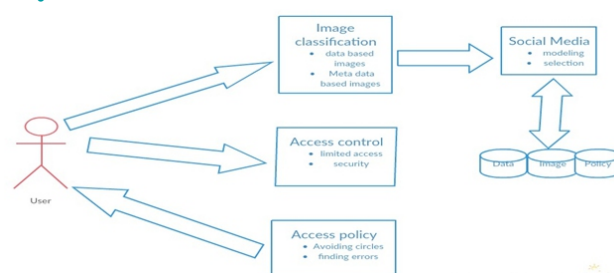 Image
classification
• data based
images
• Meta data
based images
Social Media
• modeling
• selection
Access control
• limited access
• security
Data
Image
Policy
User
Access policy
• Avoiding circles
• finding errors